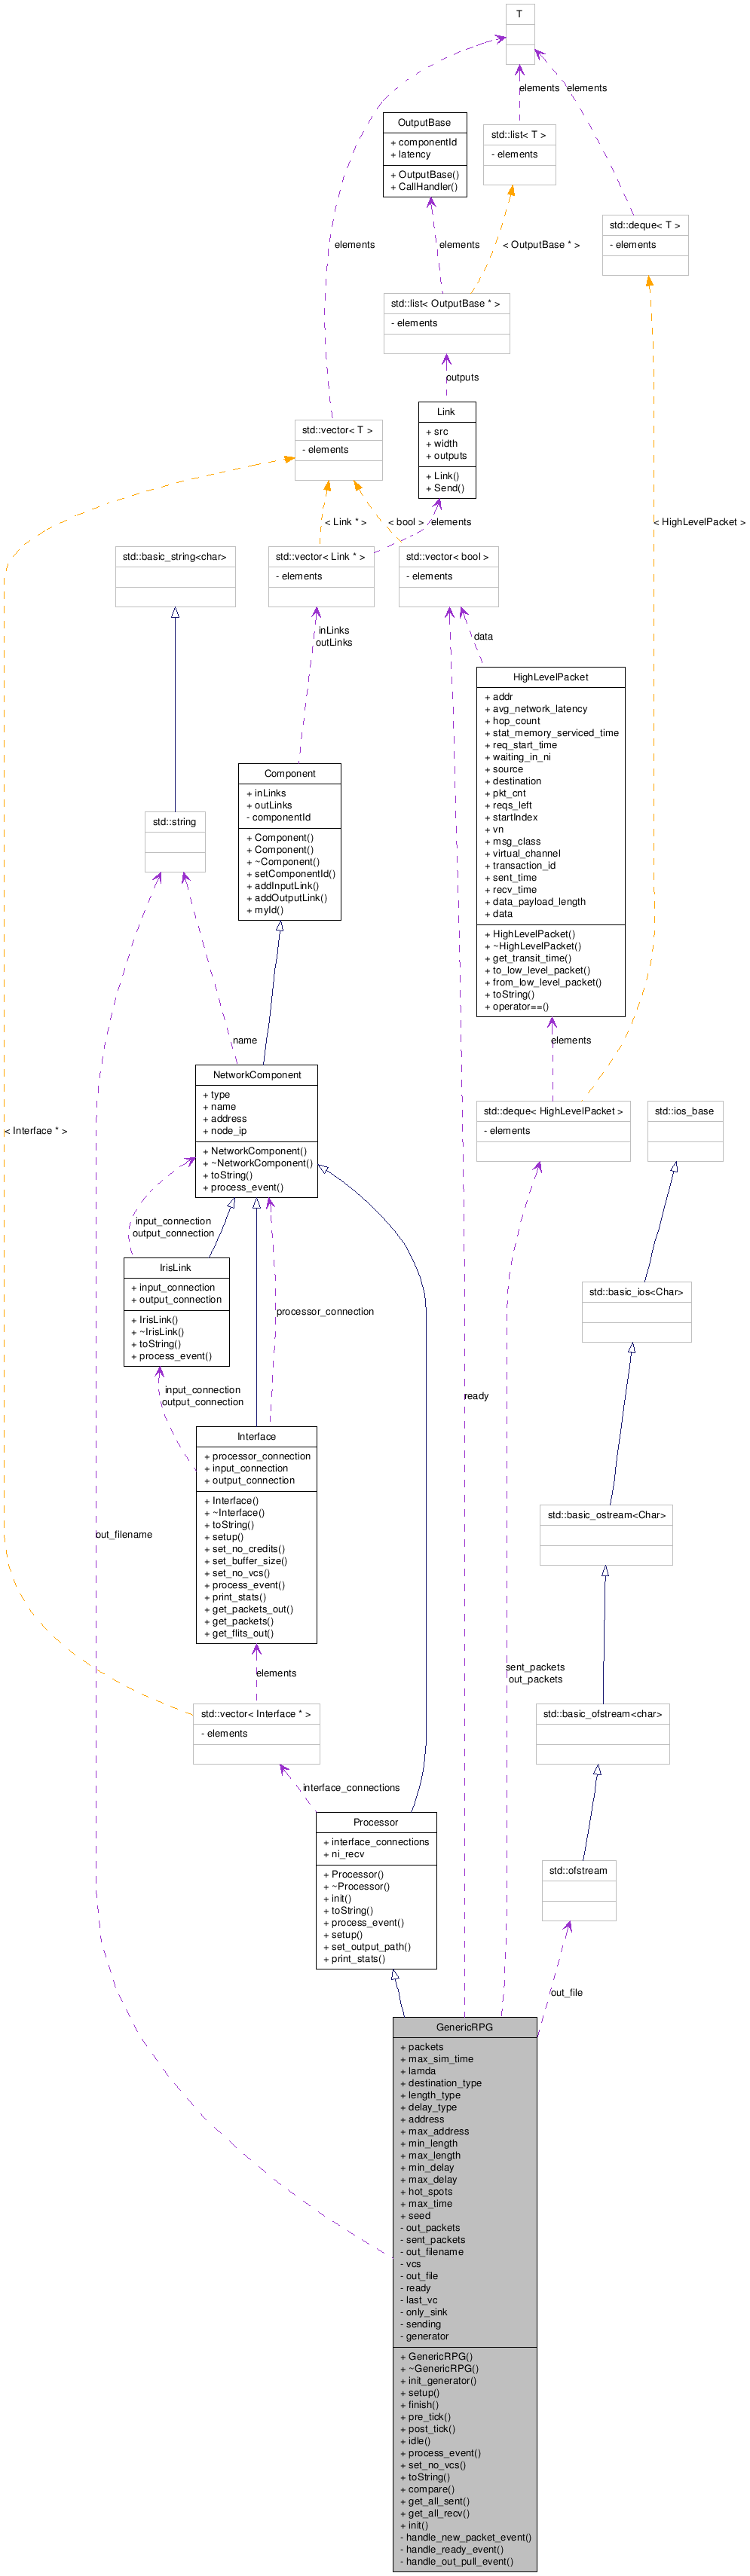 T
elements
elements
OutputBase
+ componentId
+ latency
+ OutputBase()
+ CallHandler()
std::list< T >
- elements
std::deque< T >
- elements
elements
elements
< OutputBase * >
std::list< OutputBase * >
- elements
outputs
Link
+ src
+ width
+ outputs
+ Link()
+ Send()
std::vector< T >
- elements
< Link * >
< bool >
elements
< HighLevelPacket >
std::basic_string<char>
std::vector< Link * >
- elements
std::vector< bool >
- elements
inLinks
outLinks
data
HighLevelPacket
+ addr
+ avg_network_latency
+ hop_count
+ stat_memory_serviced_time
+ req_start_time
+ waiting_in_ni
+ source
+ destination
+ pkt_cnt
+ reqs_left
+ startIndex
+ vn
+ msg_class
+ virtual_channel
+ transaction_id
+ sent_time
+ recv_time
+ data_payload_length
+ data
+ HighLevelPacket()
+ ~HighLevelPacket()
+ get_transit_time()
+ to_low_level_packet()
+ from_low_level_packet()
+ toString()
+ operator==()
Component
+ inLinks
+ outLinks
- componentId
+ Component()
+ Component()
+ ~Component()
+ setComponentId()
+ addInputLink()
+ addOutputLink()
+ myId()
std::string
name
elements
NetworkComponent
+ type
+ name
+ address
+ node_ip
+ NetworkComponent()
+ ~NetworkComponent()
+ toString()
+ process_event()
std::deque< HighLevelPacket >
- elements
std::ios_base
< Interface * >
input_connection
output_connection
IrisLink
+ input_connection
+ output_connection
+ IrisLink()
+ ~IrisLink()
+ toString()
+ process_event()
processor_connection
std::basic_ios<Char>
input_connection
output_connection
ready
Interface
+ processor_connection
+ input_connection
+ output_connection
+ Interface()
+ ~Interface()
+ toString()
+ setup()
+ set_no_credits()
+ set_buffer_size()
+ set_no_vcs()
+ process_event()
+ print_stats()
+ get_packets_out()
+ get_packets()
+ get_flits_out()
out_filename
std::basic_ostream<Char>
elements
sent_packets
out_packets
std::vector< Interface * >
- elements
std::basic_ofstream<char>
interface_connections
Processor
+ interface_connections
+ ni_recv
+ Processor()
+ ~Processor()
+ init()
+ toString()
+ process_event()
+ setup()
+ set_output_path()
+ print_stats()
std::ofstream
out_file
GenericRPG
+ packets
+ max_sim_time
+ lamda
+ destination_type
+ length_type
+ delay_type
+ address
+ max_address
+ min_length
+ max_length
+ min_delay
+ max_delay
+ hot_spots
+ max_time
+ seed
- out_packets
- sent_packets
- out_filename
- vcs
- out_file
- ready
- last_vc
- only_sink
- sending
- generator
+ GenericRPG()
+ ~GenericRPG()
+ init_generator()
+ setup()
+ finish()
+ pre_tick()
+ post_tick()
+ idle()
+ process_event()
+ set_no_vcs()
+ toString()
+ compare()
+ get_all_sent()
+ get_all_recv()
+ init()
- handle_new_packet_event()
- handle_ready_event()
- handle_out_pull_event()